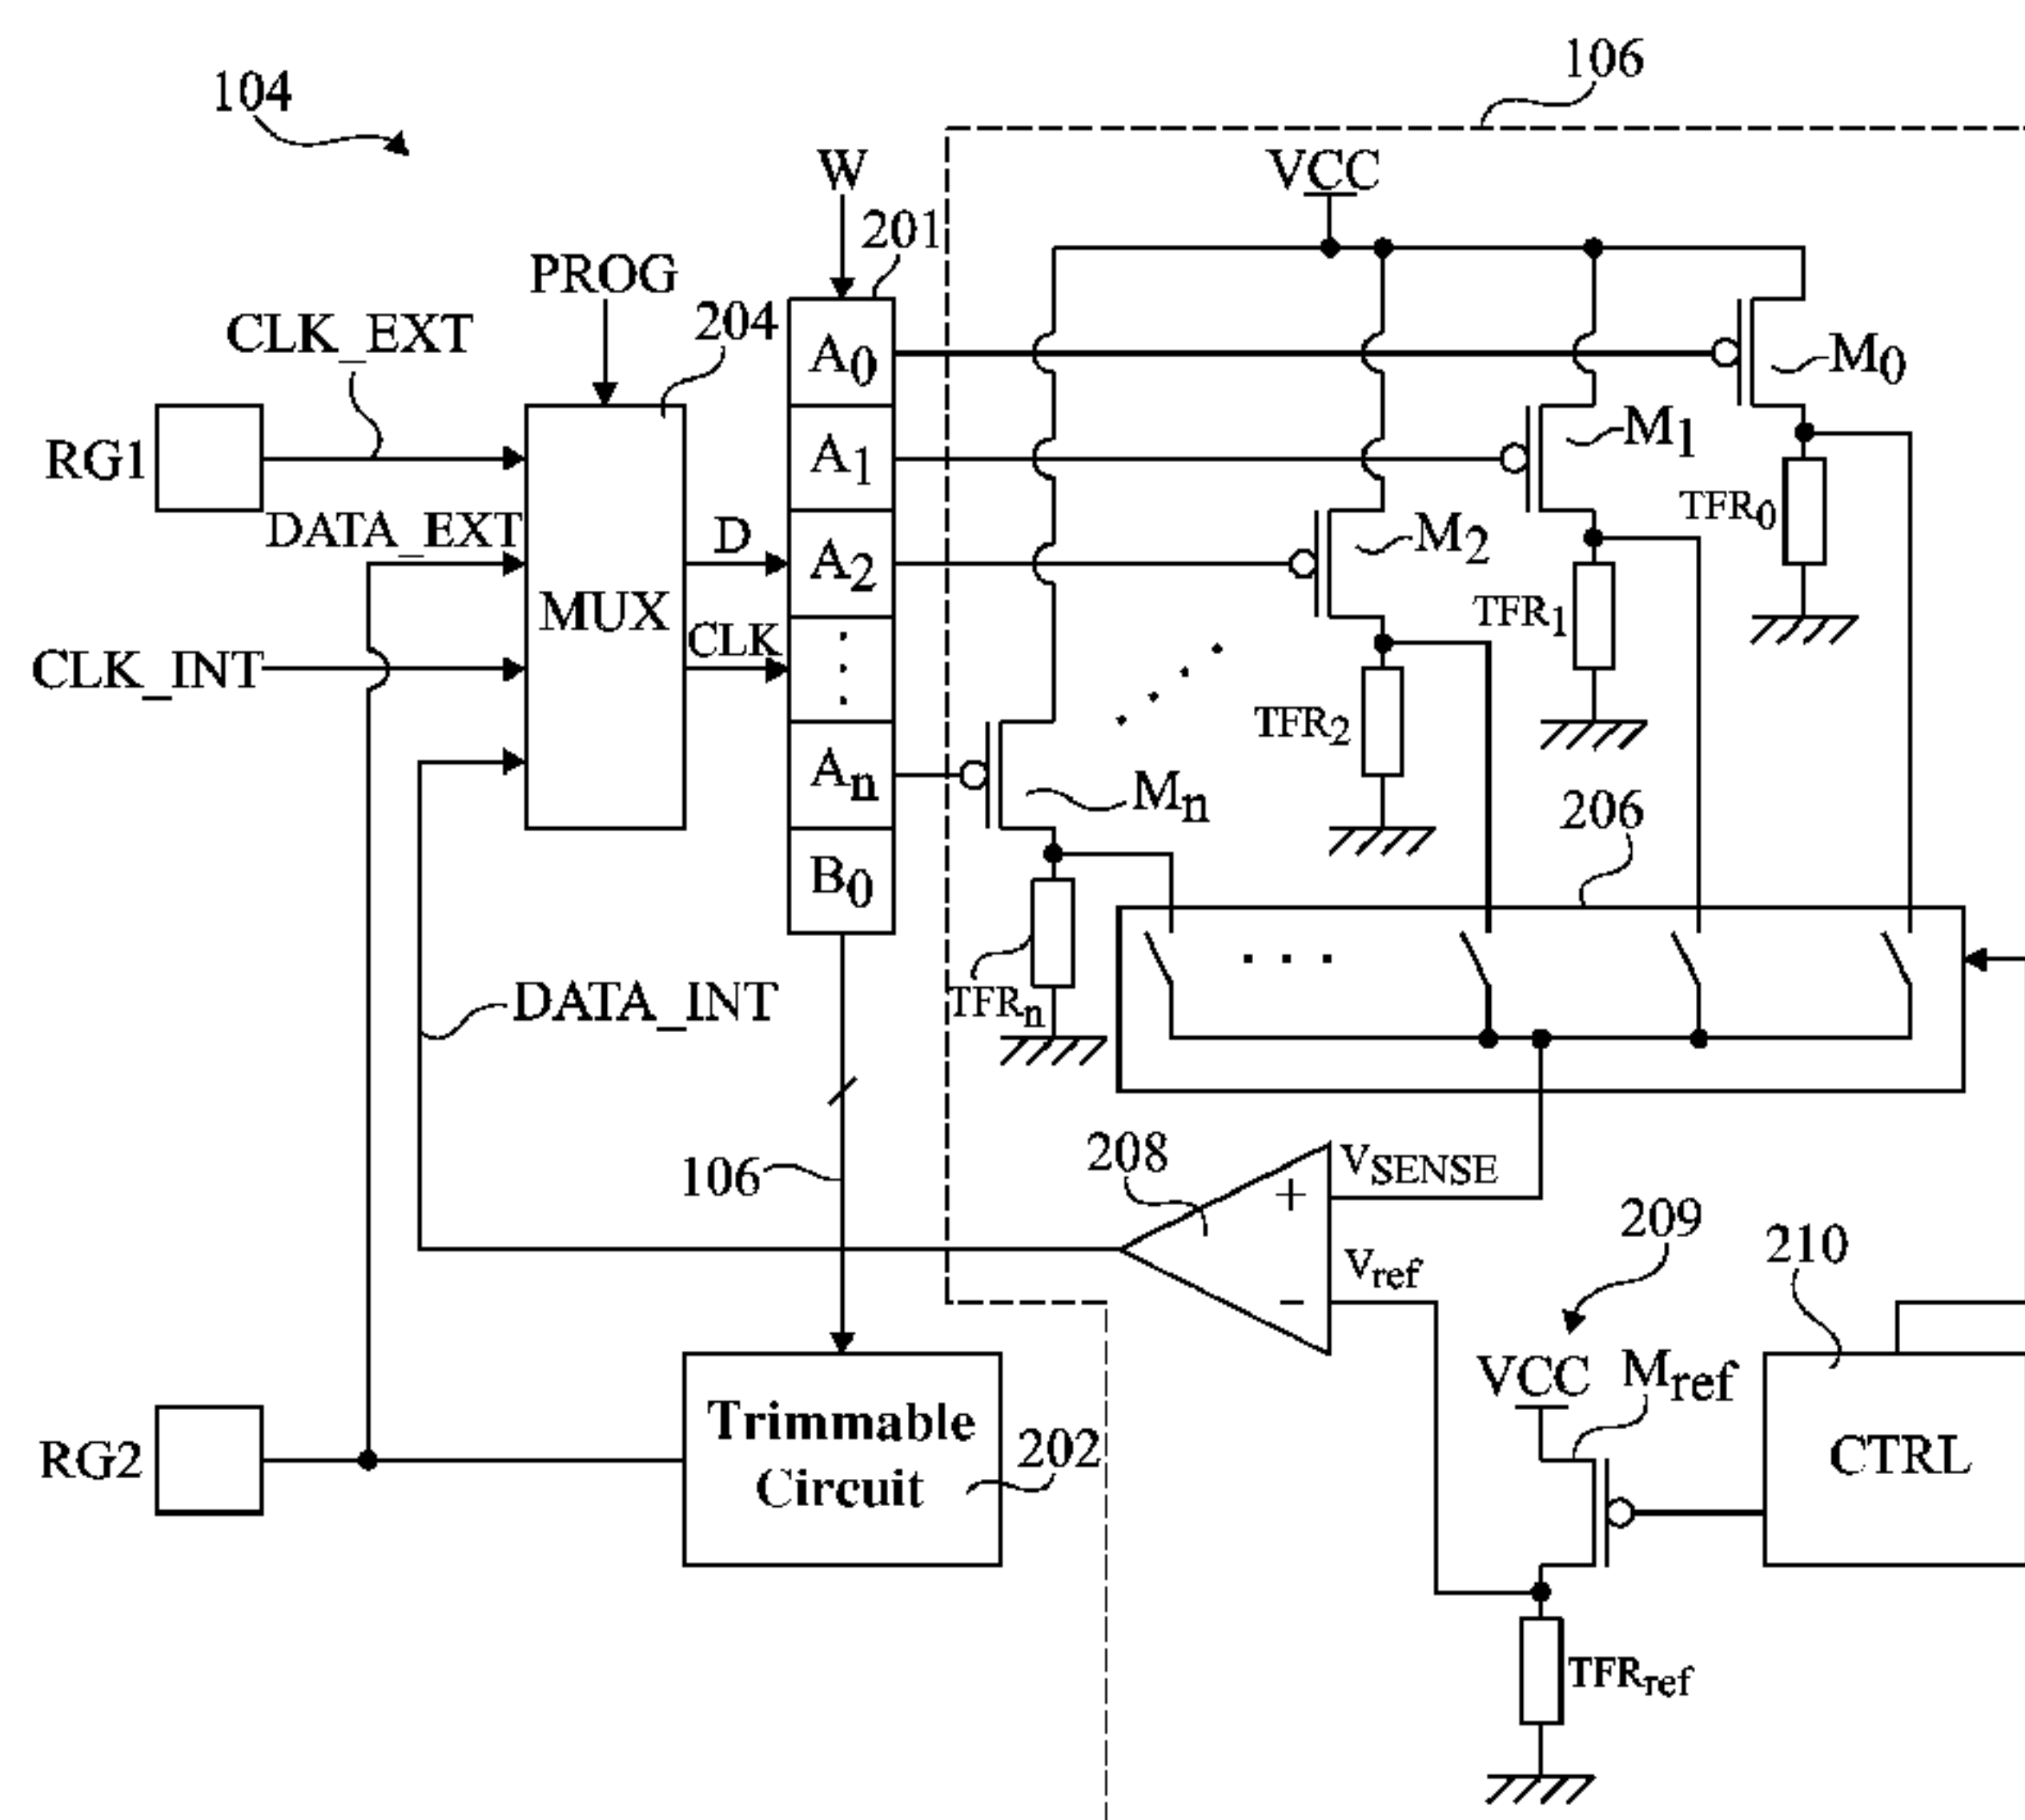 104
106
W
VCC
201
PROG
204
CLK_EXT
A0
M0
RG1
A1
M1
TFR0
DATA_EXT
D
A2
M2
MUX
TFR1
CLK_INT
CLK
TFR2
An
Mn
206
B0
DATA_INT
TFRn
208
VSENSE
+
106
209
210
Vref
−
VCC
Mref
Trimmable
Circuit
202
RG2
CTRL
TFRref